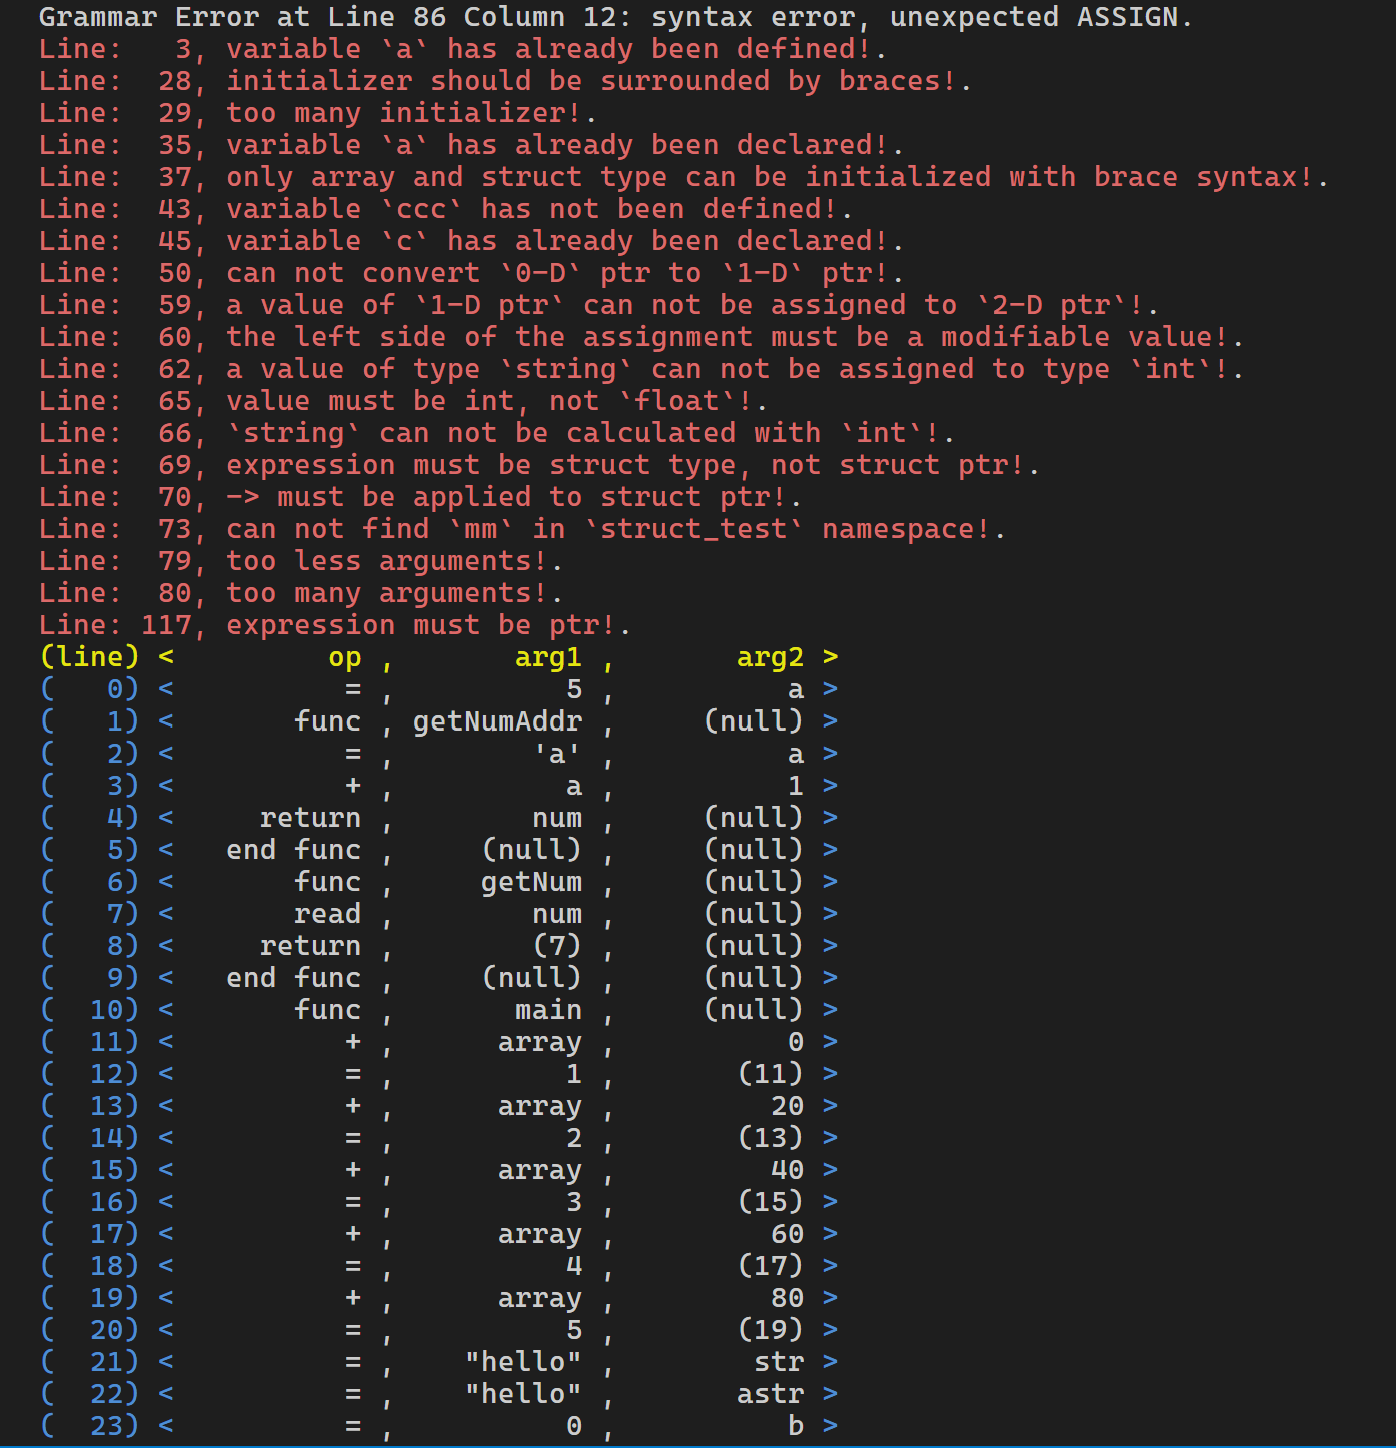 Grammar Error at Line 86 Column 12: syntax error, unexpected ASSIGN.
Line:   3, variable `a` has already been defined!.
Line:  28, initializer should be surrounded by braces!.
Line:  29, too many initializer!.
Line:  35, variable `a` has already been declared!.
Line:  37, only array and struct type can be initialized with brace syntax!.
Line:  43, variable `ccc` has not been defined!.
Line:  45, variable `c` has already been declared!.
Line:  50, can not convert `0-D` ptr to `1-D` ptr!.
Line:  59, a value of `1-D ptr` can not be assigned to `2-D ptr`!.
Line:  60, the left side of the assignment must be a modifiable value!.
Line:  62, a value of type `string` can not be assigned to type `int`!.
Line:  65, value must be int, not `float`!.
Line:  66, `string` can not be calculated with `int`!.
Line:  69, expression must be struct type, not struct ptr!.
Line:  70, -> must be applied to struct ptr!.
Line:  73, can not find `mm` in `struct_test` namespace!.
Line:  79, too less arguments!.
Line:  80, too many arguments!.
Line: 117, expression must be ptr!.
(line) <         op ,       arg1 ,       arg2 >
(   0) <          = ,          5 ,          a >
(   1) <       func , getNumAddr ,     (null) >
(   2) <          = ,        'a' ,          a >
(   3) <          + ,          a ,          1 >
(   4) <     return ,        num ,     (null) >
(   5) <   end func ,     (null) ,     (null) >
(   6) <       func ,     getNum ,     (null) >
(   7) <       read ,        num ,     (null) >
(   8) <     return ,        (7) ,     (null) >
(   9) <   end func ,     (null) ,     (null) >
(  10) <       func ,       main ,     (null) >
(  11) <          + ,      array ,          0 >
(  12) <          = ,          1 ,       (11) >
(  13) <          + ,      array ,         20 >
(  14) <          = ,          2 ,       (13) >
(  15) <          + ,      array ,         40 >
(  16) <          = ,          3 ,       (15) >
(  17) <          + ,      array ,         60 >
(  18) <          = ,          4 ,       (17) >
(  19) <          + ,      array ,         80 >
(  20) <          = ,          5 ,       (19) >
(  21) <          = ,    "hello" ,        str >
(  22) <          = ,    "hello" ,       astr >
(  23) <          = ,          0 ,          b >